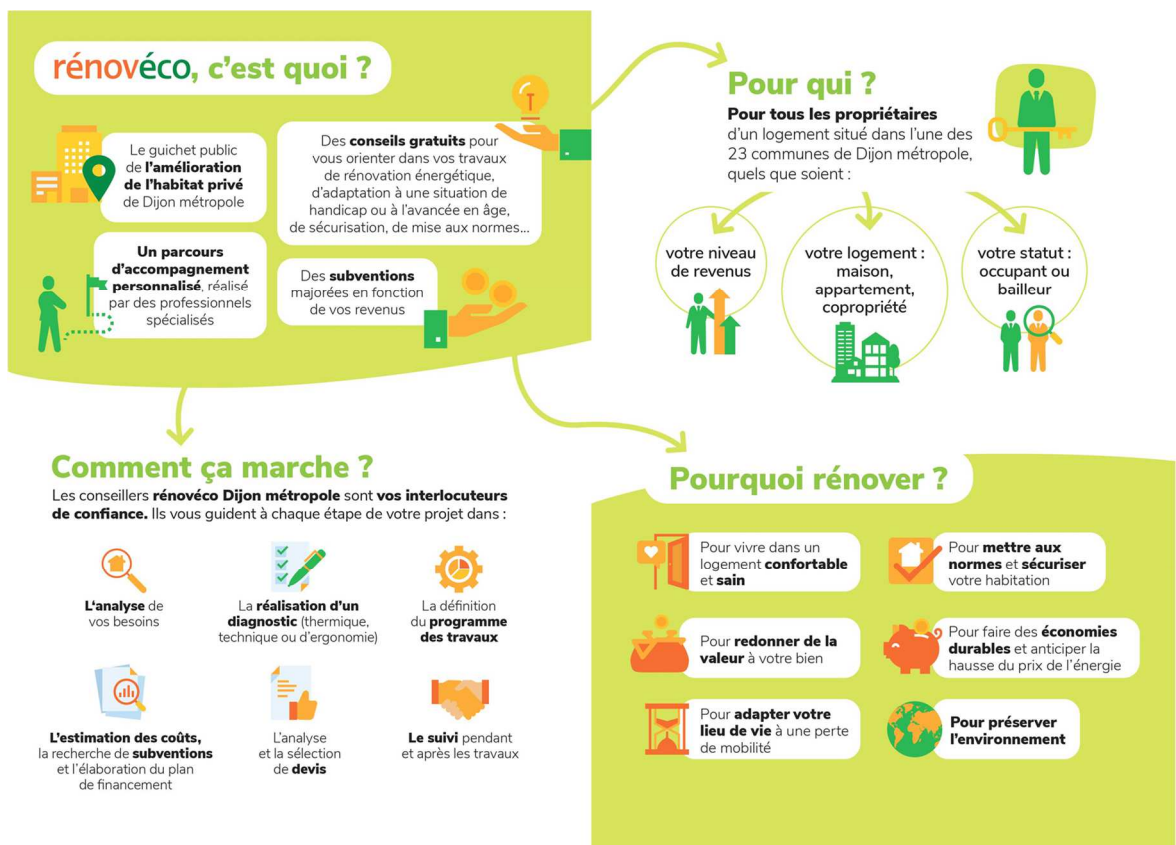 rénovéco, c’est quoi ?
Le guichet public
de l’amélioration
de l’habitat privé
de Dijon métropole
Des conseils gratuits pour
vous orienter dans vos travaux
de rénovation énergétique,
d’adaptation à une situation de
handicap ou à l’avancée en âge,
de sécurisation, de mise aux normes...
Un parcours
d’accompagnement
personnalisé, réalisé
par des professionnels
spécialisés
Des subventions
majorées en fonction
de vos revenus
Pour qui ?
Pour tous les propriétaires
d’un logement situé dans l’une des
23 communes de Dijon métropole,
quels que soient :
votre niveau
de revenus
votre logement :
maison,
appartement,
copropriété
votre statut :
occupant ou
bailleur
Comment ça marche ?
Les conseillers rénovéco Dijon métropole sont vos interlocuteurs
de confiance. Ils vous guident à chaque étape de votre projet dans :
L‘analyse de
vos besoins
La réalisation d’un
diagnostic (thermique,
technique ou d’ergonomie)
La définition
du programme
des travaux
L’estimation des coûts,
la recherche de subventions
et l’élaboration du plan
de financement
L’analyse
et la sélection
de devis
Le suivi pendant
et après les travaux
Pourquoi rénover ?
Pour vivre dans un
logement confortable
et sain
Pour mettre aux
normes et sécuriser
votre habitation
Pour redonner de la
valeur à votre bien
Pour faire des économies
durables et anticiper la
hausse du prix de l’énergie
Pour adapter votre
lieu de vie à une perte
de mobilité
Pour préserver
l’environnement